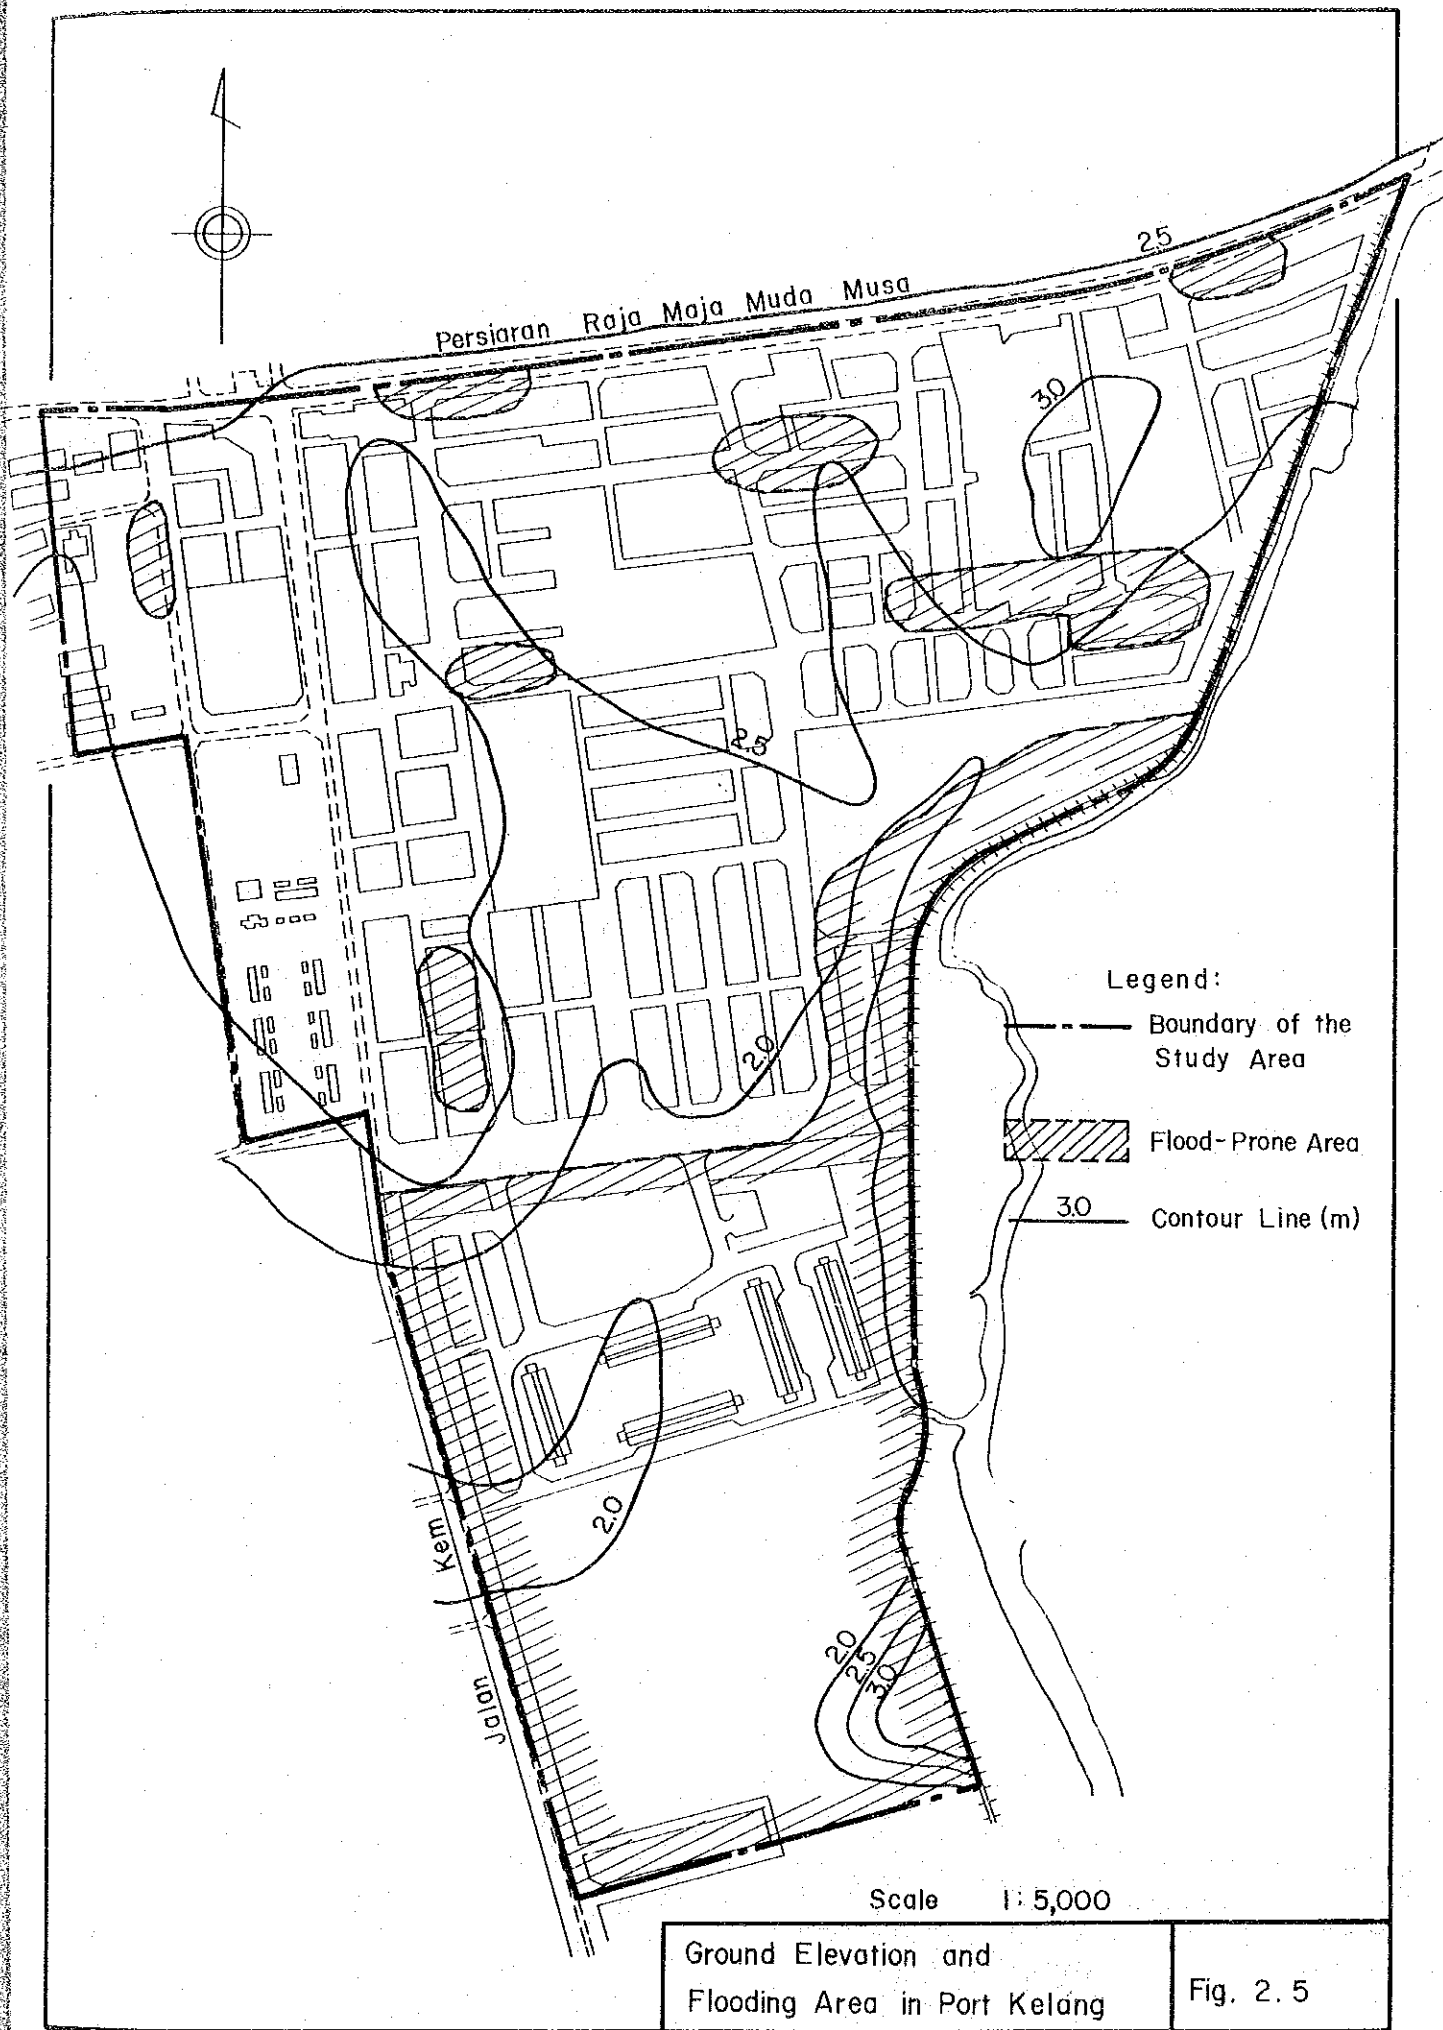 2.5
Persiaran Raja Maja Muda Musa
3.0
2.5
Legend:
Boundary of the
Study Area
2.0
Flood-Prone Area
3.0
Contour Line (m)
2.0
Jalan Kem
2.0
2.5
3.0
Scale 1:5,000
Ground Elevation and
Flooding Area in Port Kelang
Fig. 2.5